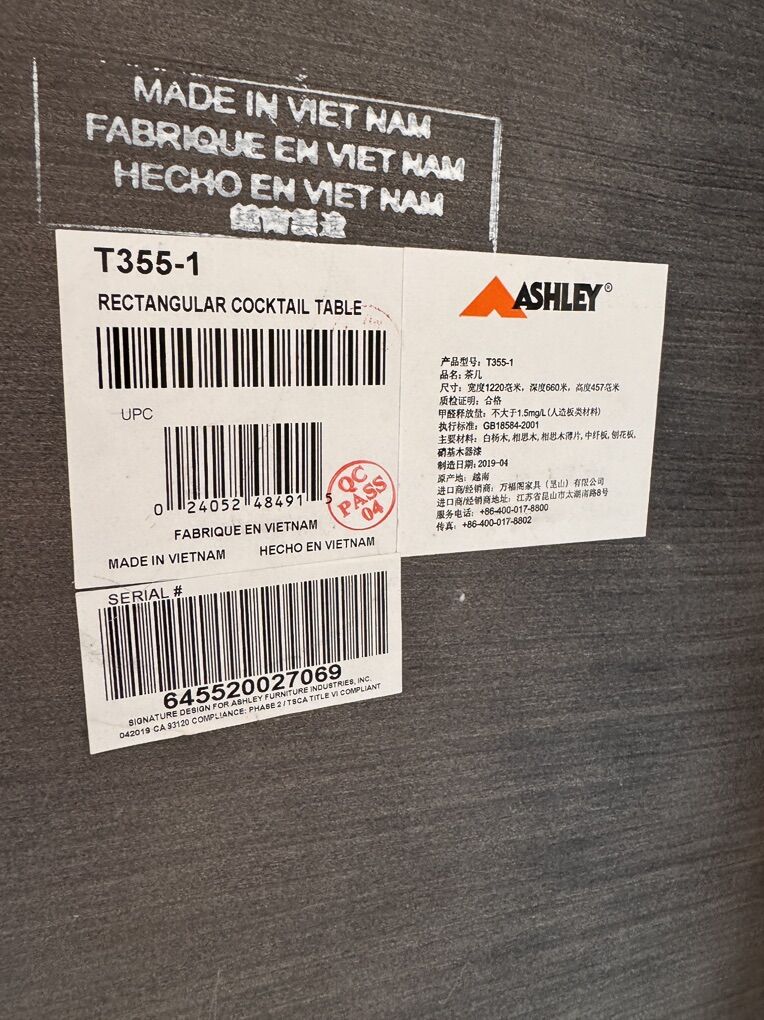 MADE IN VIET NAM
FABRIQUE EN VIET NAM
HECHO EN VIET NAM
越南製造
T355-1
RECTANGULAR COCKTAIL TABLE
UPC
0 24052 48491 5
QC
PASS
04
FABRIQUE EN VIETNAM
MADE IN VIETNAM HECHO EN VIETNAM
ASHLEY®
产品型号: T355-1
品名: 茶几
尺寸: 宽度1220毫米, 深度660米, 高度457毫米
质检证明: 合格
甲醛释放量: 不大于1.5mg/L(人造板类材料)
执行标准: GB18584-2001
主要材料: 白杨木, 相思木, 相思木薄片, 中纤板, 刨花板,
硝基木器漆
制造日期: 2019-04
原产地: 越南
进口商/经销商: 万福阁家具(昆山)有限公司
进口商/经销商地址: 江苏省昆山市太湖南路8号
服务电话: +86-400-017-8800
传真: +86-400-017-8802
SERIAL #
645520027069
SIGNATURE DESIGN FOR ASHLEY FURNITURE INDUSTRIES, INC.
042019 CA 93120 COMPLIANCE: PHASE 2 / TSCA TITLE VI COMPLIANT